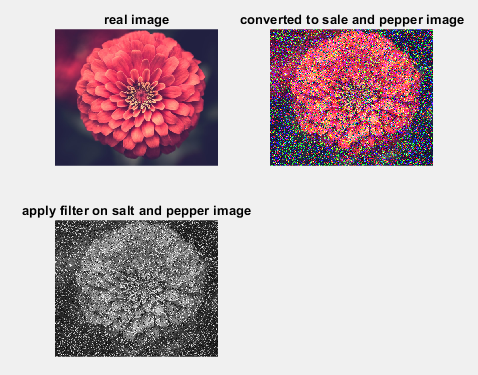 real image
converted to sale and pepper image
apply filter on salt and pepper image